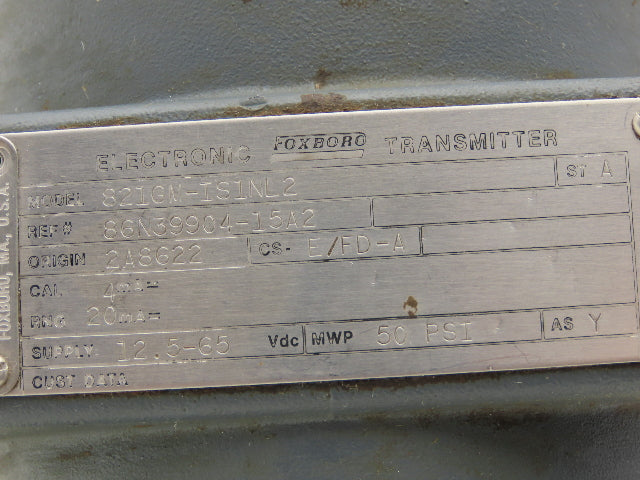 ELECTRONIC FOXBORO TRANSMITTER
MODEL 821GM-IS1NL2 ST A
REF# 86N39904-15A2
ORIGIN 2A8622 CS- E/FD-A
CAL 4mA=
RNG 20mA=
SUPPLY 12.5-65 Vdc MWP 50 PSI AS Y
CUST DATA
FOXBORO, MA., U.S.A.